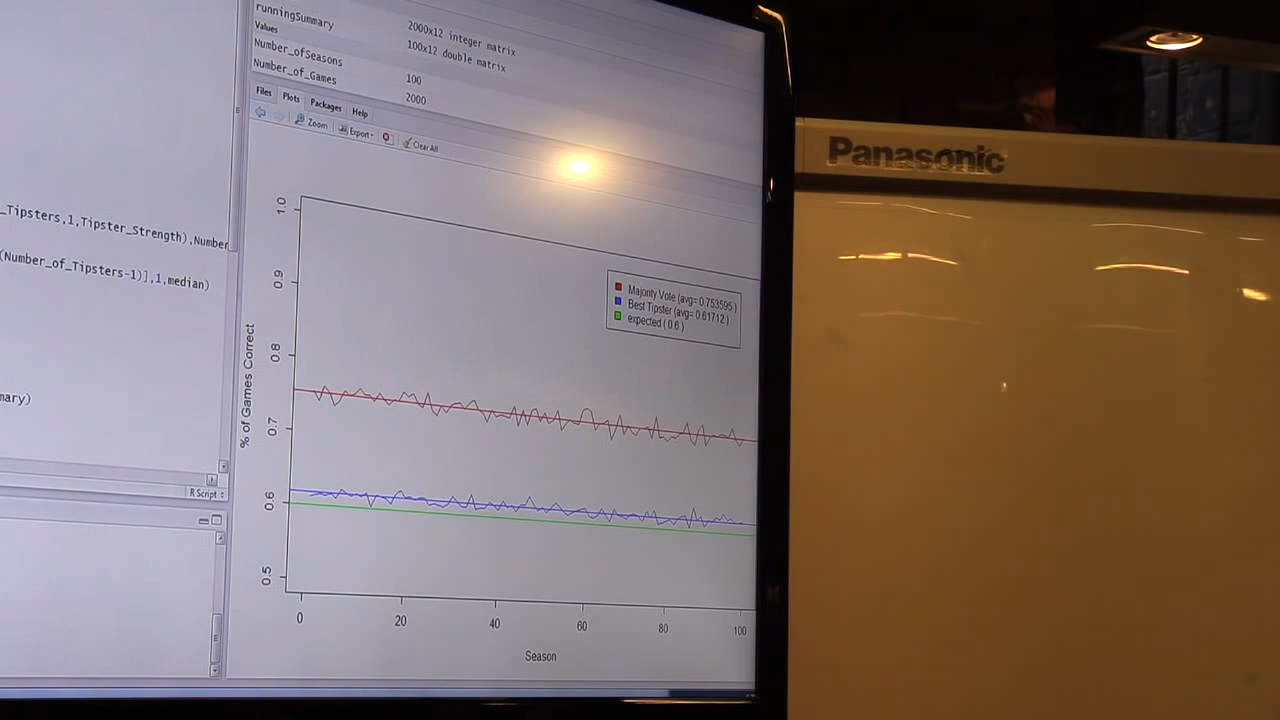 runningSummary
2000x12 integer matrix
100x12 double matrix
Values
Number_ofSeasons
100
Number_of_Games
2000
Files Plots Packages Help
Zoom Export Clear All
_Tipsters,1,Tipster_Strength),Number
(Number_of_Tipsters-1)],1,median)
mary)
R Script
% of Games Correct
1.0
0.9
0.8
0.7
0.6
0.5
Majority Vote (avg= 0.753595 )
Best Tipster (avg= 0.61712 )
expected ( 0.6 )
0 20 40 60 80 100
Season
Panasonic